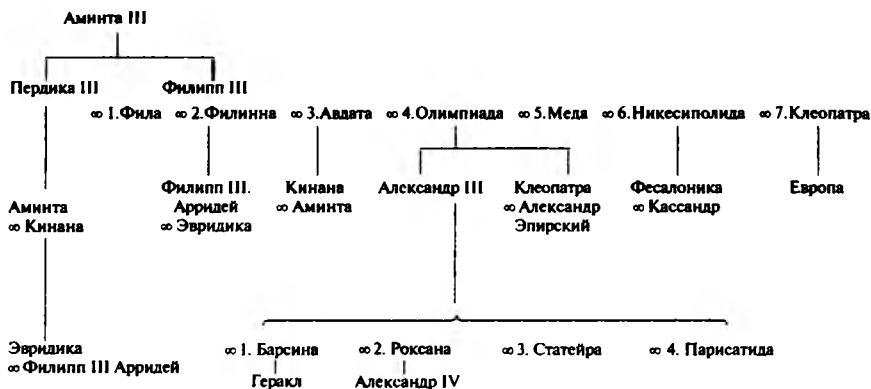 Аминта III
Пердика III Филипп III
∞ 1.Фила ∞ 2.Филинна ∞ 3.Авдата ∞ 4.Олимпиада ∞ 5.Меда ∞ 6.Никесиполида ∞ 7.Клеопатра
Филипп III. Кинана Александр III Клеопатра Фесалоника Европа
Аминта Арридей ∞ Аминта ∞ Александр ∞ Кассандр
∞ Кинана ∞ Эвридика Эпирский
Эвридика ∞ 1. Барсина ∞ 2. Роксана ∞ 3. Статейра ∞ 4. Парисатида
∞ Филипп III Арридей
Геракл Александр IV